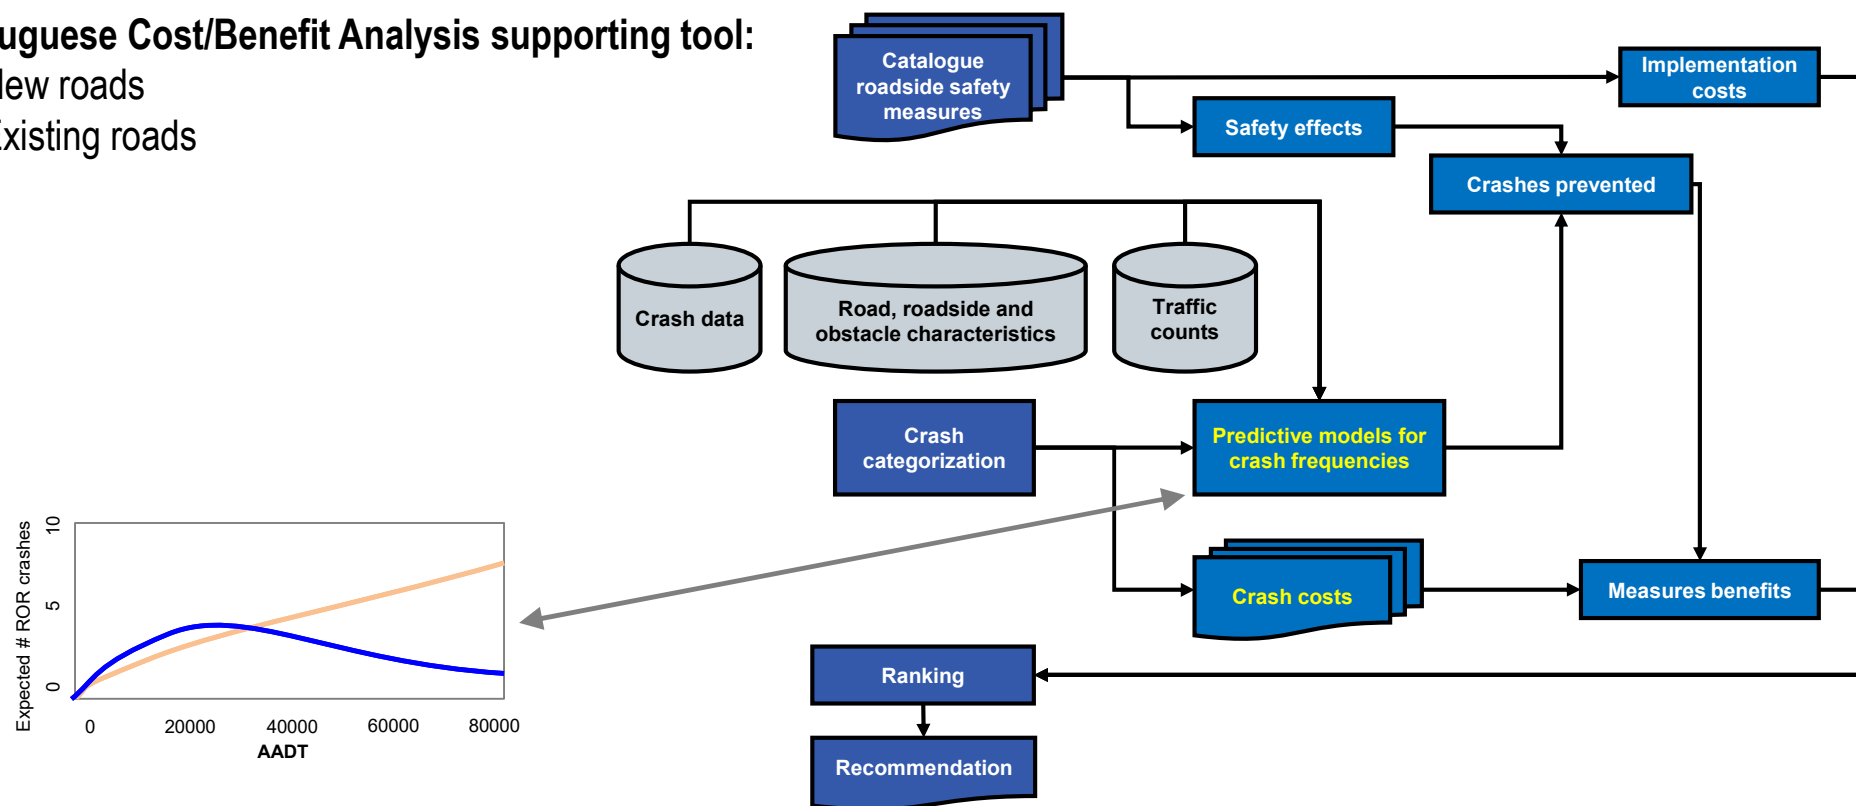 uguese Cost/Benefit Analysis supporting tool:
New roads
Existing roads
Catalogue
roadside safety
measures
Implementation
costs
Safety effects
Crashes prevented
Crash data
Road, roadside and
obstacle characteristics
Traffic
counts
Crash
categorization
Predictive models for
crash frequencies
Crash costs
Measures benefits
Ranking
Recommendation
Expected # ROR crashes
10
5
0
0 20000 40000 60000 80000
AADT